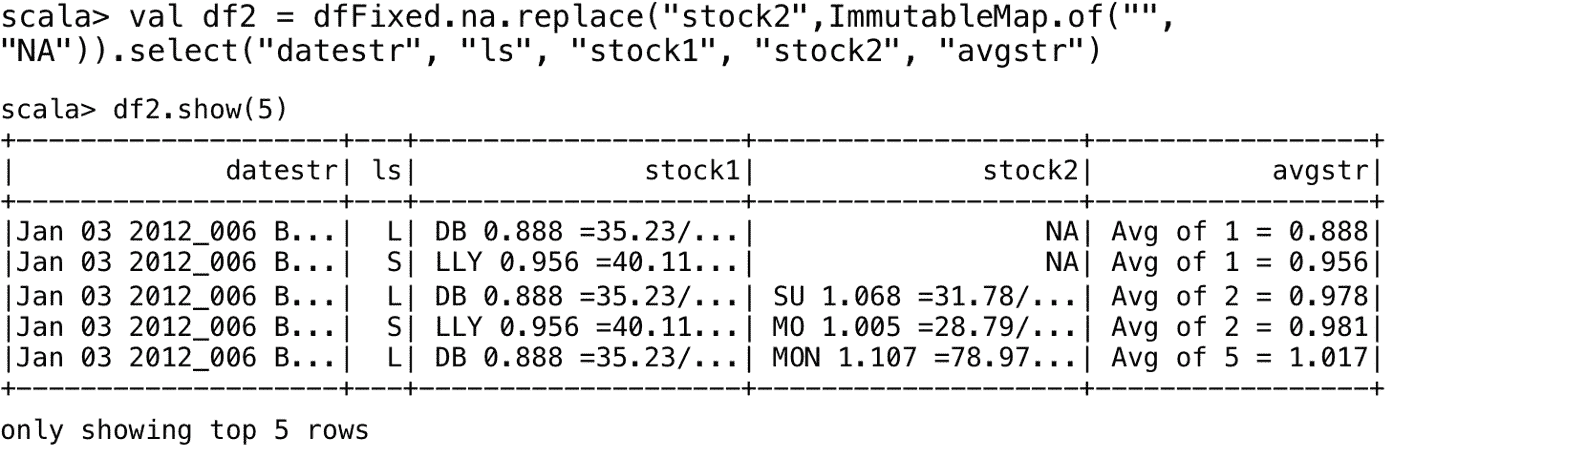 scala> val df2 = dfFixed.na.replace("stock2",ImmutableMap.of("",
"NA")).select("datestr", "ls", "stock1", "stock2", "avgstr")
scala> df2.show(5)
+---------------------+---+---------------------+---------------------+------------------+
|              datestr| ls|               stock1|               stock2|            avgstr|
+---------------------+---+---------------------+---------------------+------------------+
|Jan 03 2012_006 B...|  L| DB 0.888 =35.23/...|                  NA| Avg of 1 = 0.888|
|Jan 03 2012_006 B...|  S| LLY 0.956 =40.11...|                  NA| Avg of 1 = 0.956|
|Jan 03 2012_006 B...|  L| DB 0.888 =35.23/...| SU 1.068 =31.78/...| Avg of 2 = 0.978|
|Jan 03 2012_006 B...|  S| LLY 0.956 =40.11...| MO 1.005 =28.79/...| Avg of 2 = 0.981|
|Jan 03 2012_006 B...|  L| DB 0.888 =35.23/...| MON 1.107 =78.97...| Avg of 5 = 1.017|
+---------------------+---+---------------------+---------------------+------------------+
only showing top 5 rows